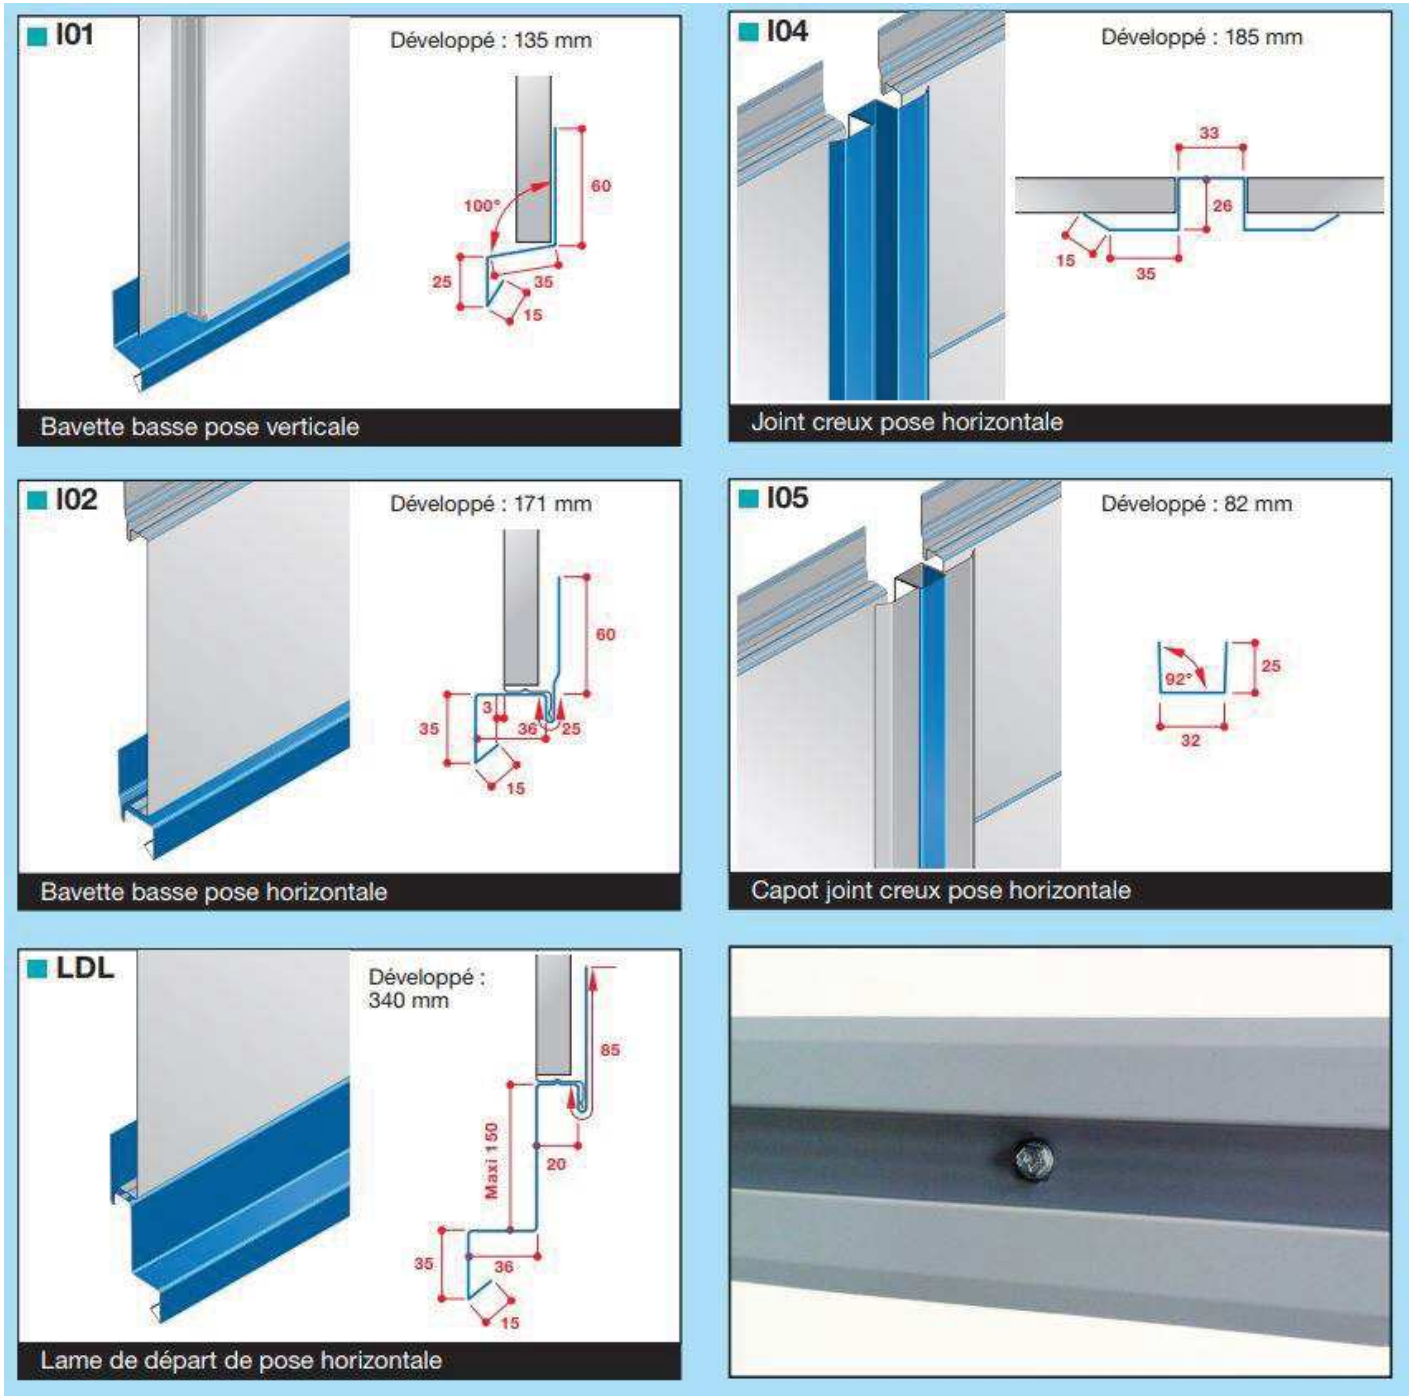 I01
Développé : 135 mm
100°
60
25
35
15
Bavette basse pose verticale
I04
Développé : 185 mm
33
26
15
35
Joint creux pose horizontale
I02
Développé : 171 mm
60
35
3
36
25
15
Bavette basse pose horizontale
I05
Développé : 82 mm
92°
25
32
Capot joint creux pose horizontale
LDL
Développé :
340 mm
85
Maxi 150
20
35
36
15
Lame de départ de pose horizontale